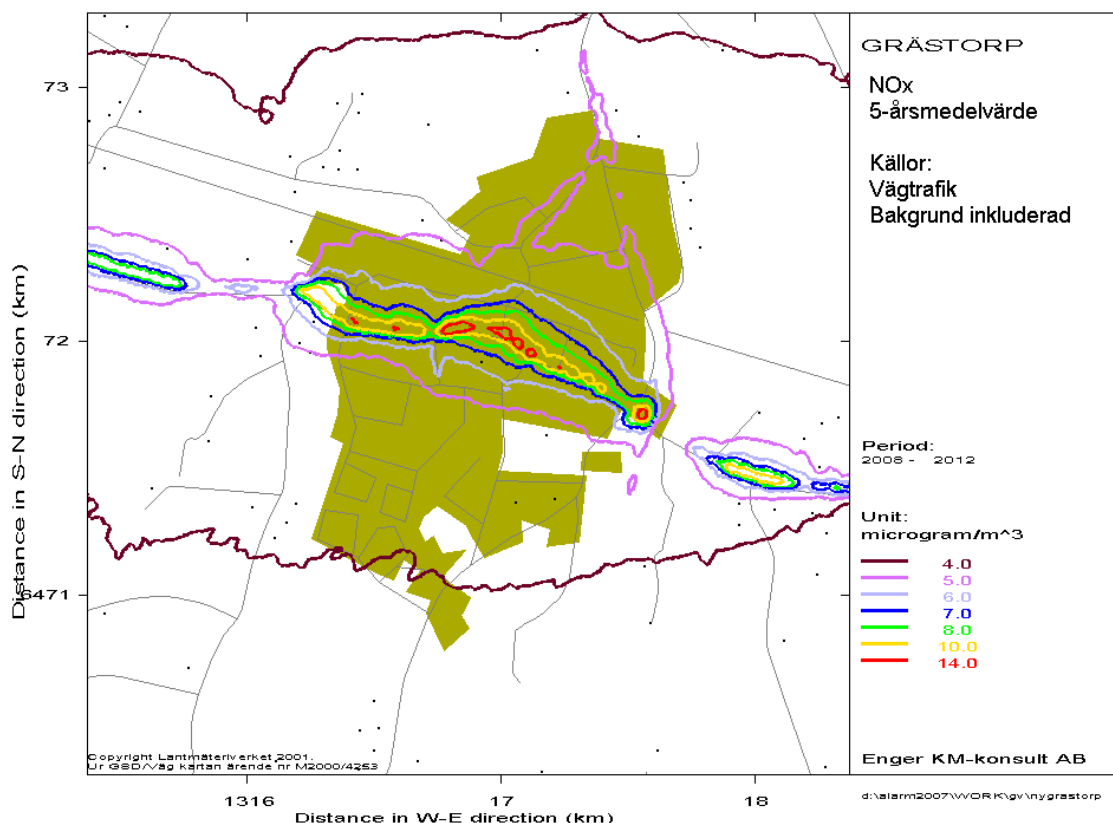 GRÄSTORP
NOx
5-årsmedelvärde
Källor:
Vägtrafik
Bakgrund inkluderad
Period:
2008 - 2012
Unit:
microgram/m^3
4.0
5.0
6.0
7.0
8.0
10.0
14.0
Enger KM-konsult AB
d:\alarm2007\WORK\gv\nygrastorp
Distance in S-N direction (km)
73
72
6471
Copyright Lantmäteriverket 2001.
Ur GSD/Väg kartan ärende nr M2000/4253
1316
17
18
Distance in W-E direction (km)